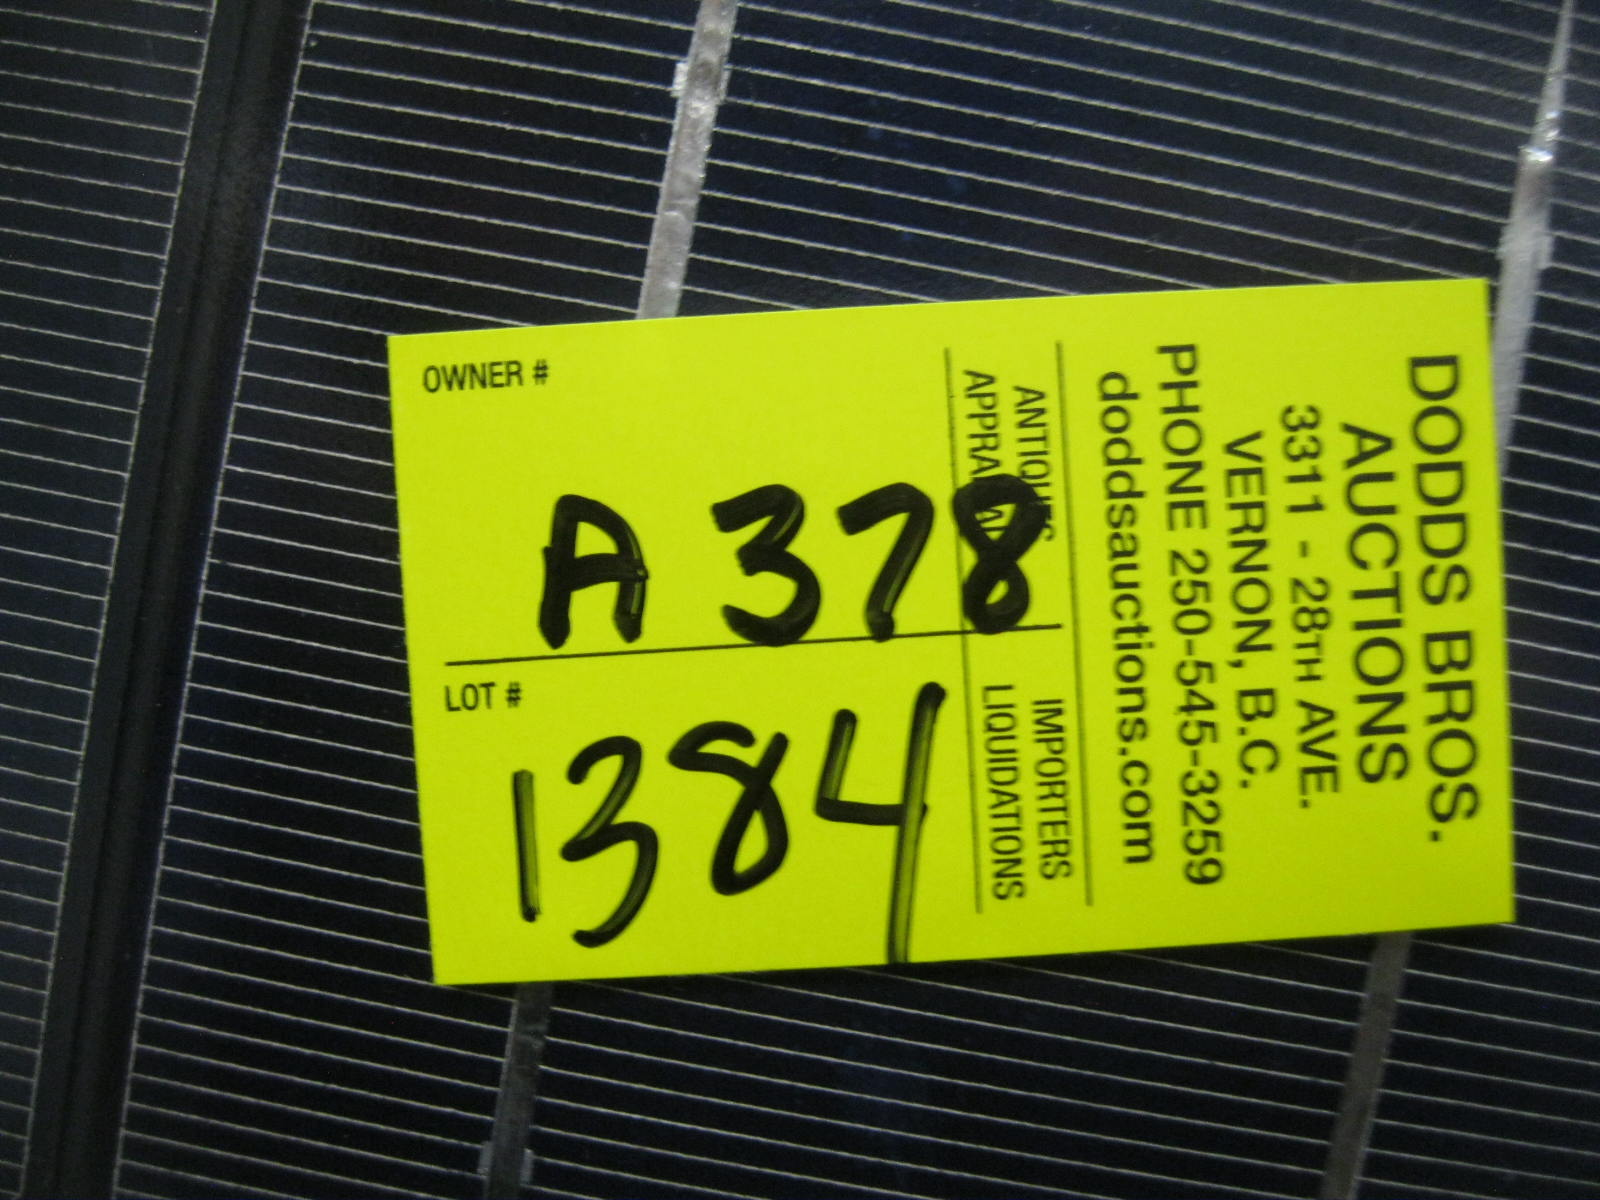 OWNER #
A 378
LOT #
1384
DODDS BROS.
AUCTIONS
3311 - 28TH AVE.
VERNON, B.C.
PHONE 250-545-3259
doddsauctions.com
ANTIQUES IMPORTERS
LIQUIDATIONS